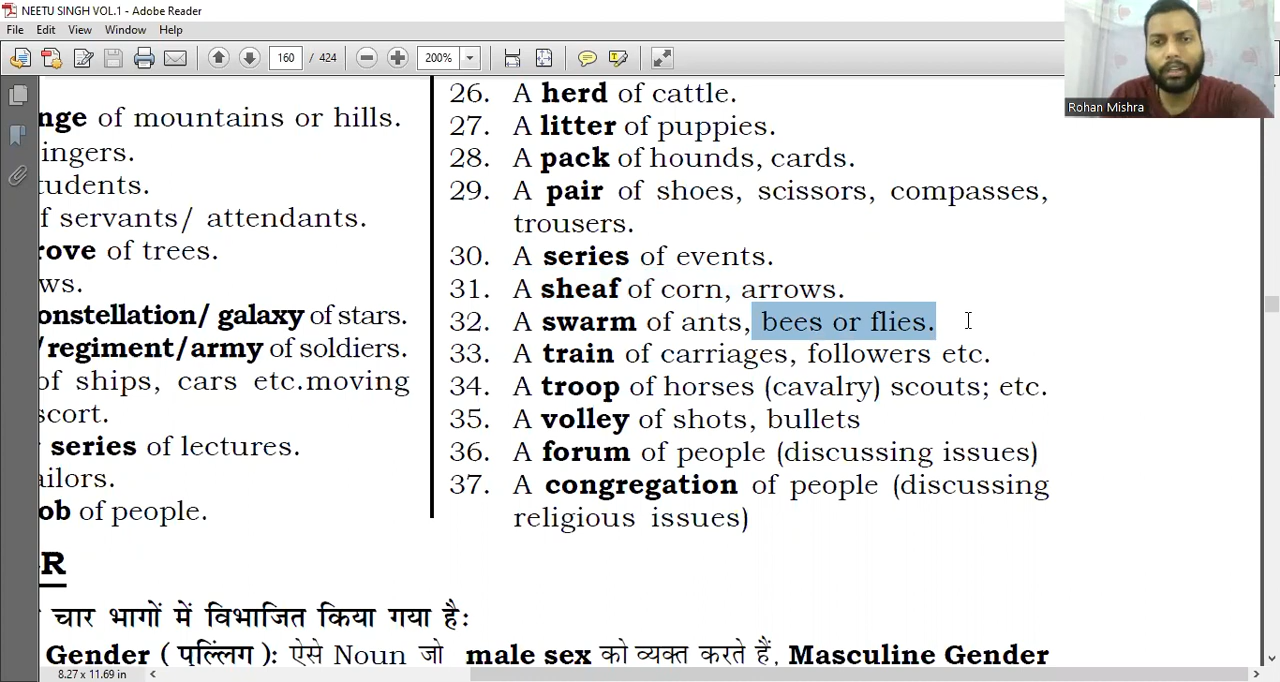 NEETU SINGH VOL.1 - Adobe Reader
File Edit View Window Help
160 / 424 200%
Rohan Mishra
nge of mountains or hills.
ingers.
tudents.
f servants/ attendants.
rove of trees.
ws.
onstellation/ galaxy of stars.
/regiment/army of soldiers.
of ships, cars etc.moving
scort.
series of lectures.
ailors.
ob of people.
26. A herd of cattle.
27. A litter of puppies.
28. A pack of hounds, cards.
29. A pair of shoes, scissors, compasses,
trousers.
30. A series of events.
31. A sheaf of corn, arrows.
32. A swarm of ants, bees or flies.
33. A train of carriages, followers etc.
34. A troop of horses (cavalry) scouts; etc.
35. A volley of shots, bullets
36. A forum of people (discussing issues)
37. A congregation of people (discussing
religious issues)
R
चार भागों में विभाजित किया गया है:
Gender ( पुल्लिंग ): ऐसे Noun जो male sex को व्यक्त करते हैं, Masculine Gender
8.27 x 11.69 in